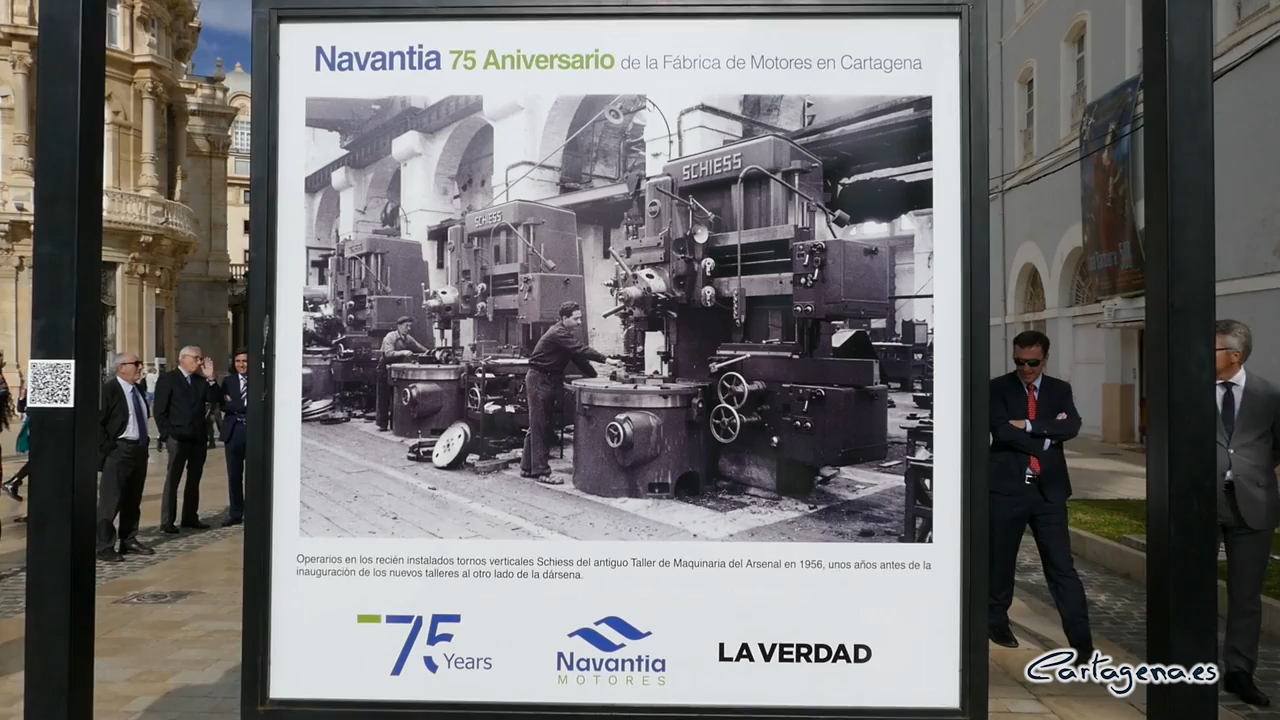 Navantia 75 Aniversario de la Fábrica de Motores en Cartagena
SCHIESS
SCHIESS
Operarios en los recién instalados tornos verticales Schiess del antiguo Taller de Maquinaria del Arsenal en 1956, unos años antes de la
inauguración de los nuevos talleres al otro lado de la dársena.
75 Years
Navantia
MOTORES
LA VERDAD
Cartagena.es